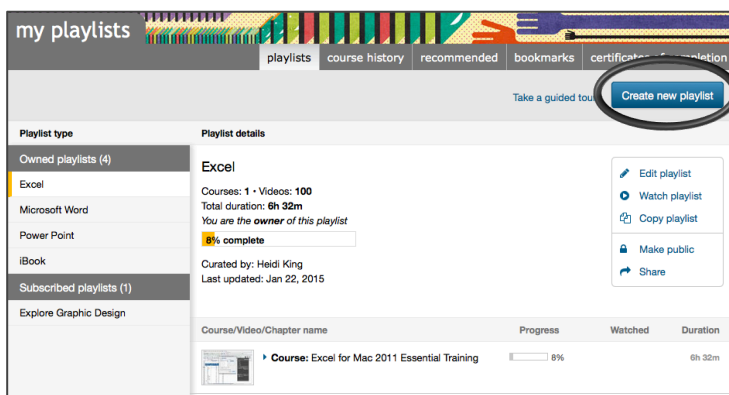 my playlists
playlists course history recommended bookmarks certificates of completion
Take a guided tou Create new playlist
Playlist type Playlist details
Owned playlists (4)
Excel
Microsoft Word
Power Point
iBook
Subscribed playlists (1)
Explore Graphic Design
Excel
Courses: 1 • Videos: 100
Total duration: 6h 32m
You are the owner of this playlist
8% complete
Curated by: Heidi King
Last updated: Jan 22, 2015
Edit playlist
Watch playlist
Copy playlist
Make public
Share
Course/Video/Chapter name Progress Watched Duration
Course: Excel for Mac 2011 Essential Training 8% 6h 32m